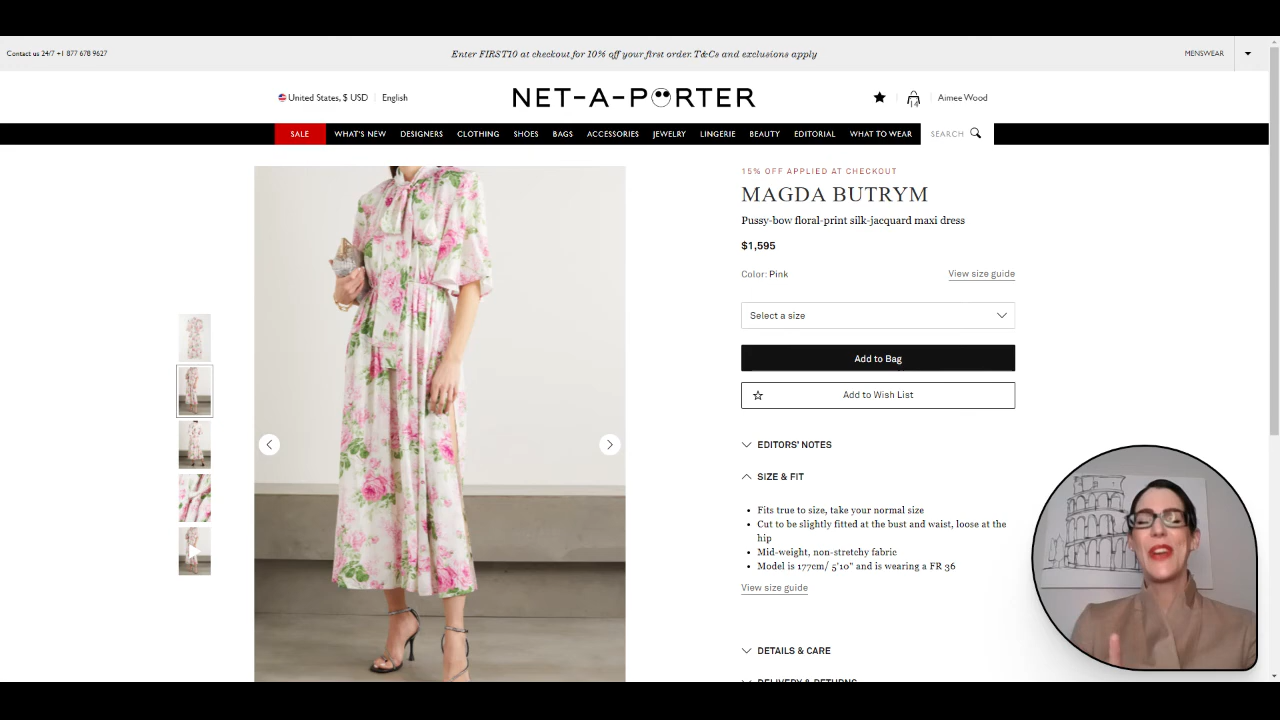 Contact us 24/7 +1 877 678 9627
Enter FIRST10 at checkout for 10% off your first order. T&Cs and exclusions apply
MENSWEAR
United States, $ USD
English
NET-A-PORTER
14
Aimee Wood
SALE
WHAT'S NEW
DESIGNERS
CLOTHING
SHOES
BAGS
ACCESSORIES
JEWELRY
LINGERIE
BEAUTY
EDITORIAL
WHAT TO WEAR
SEARCH
15% OFF APPLIED AT CHECKOUT
MAGDA BUTRYM
Pussy-bow floral-print silk-jacquard maxi dress
$1,595
Color: Pink
View size guide
Select a size
Add to Bag
Add to Wish List
EDITORS' NOTES
SIZE & FIT
• Fits true to size, take your normal size
• Cut to be slightly fitted at the bust and waist, loose at the
hip
• Mid-weight, non-stretchy fabric
• Model is 177cm/ 5'10" and is wearing a FR 36
View size guide
DETAILS & CARE
DELIVERY & RETURNS